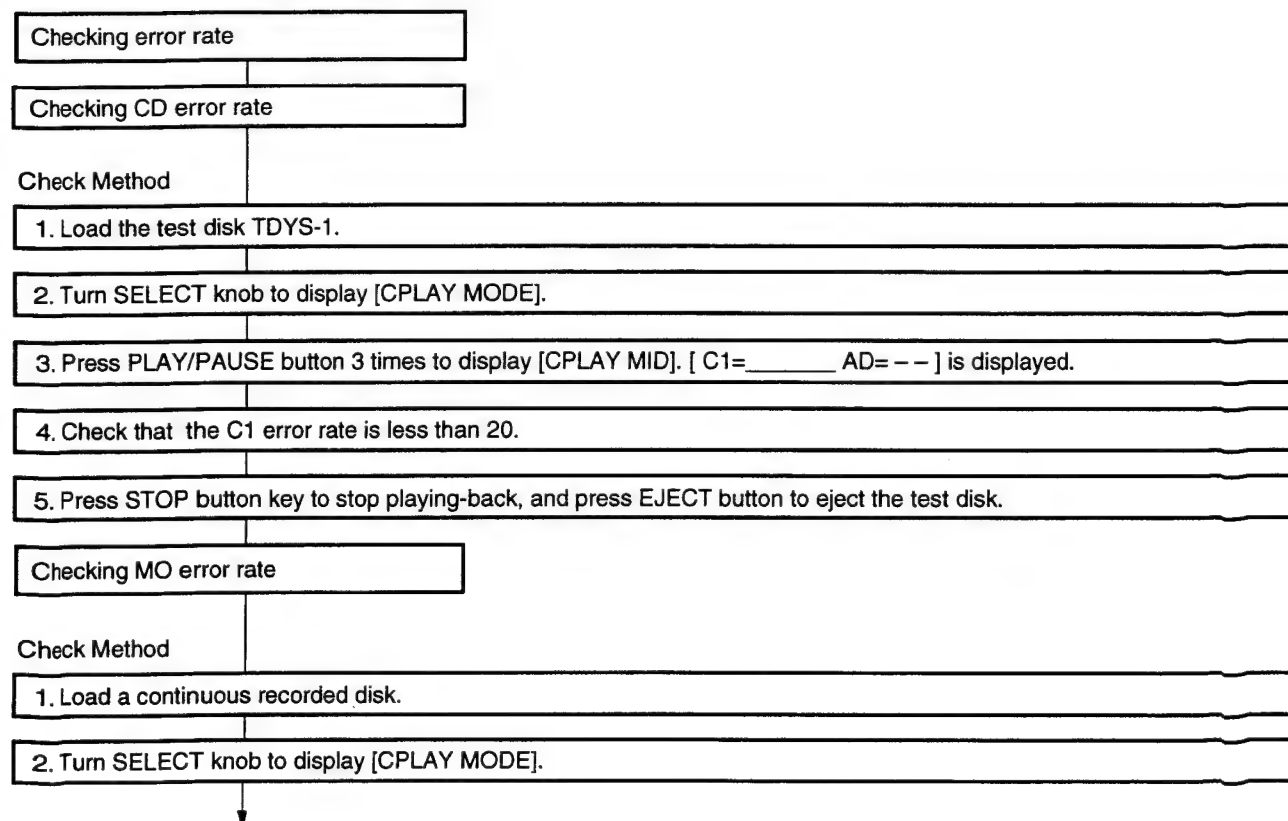 Checking error rate
Checking CD error rate
Check Method
1. Load the test disk TDYS-1.
2. Turn SELECT knob to display [CPLAY MODE].
3. Press PLAY/PAUSE button 3 times to display [CPLAY MID]. [ C1=_______ AD= – – ] is displayed.
4. Check that the C1 error rate is less than 20.
5. Press STOP button key to stop playing-back, and press EJECT button to eject the test disk.
Checking MO error rate
Check Method
1. Load a continuous recorded disk.
2. Turn SELECT knob to display [CPLAY MODE].